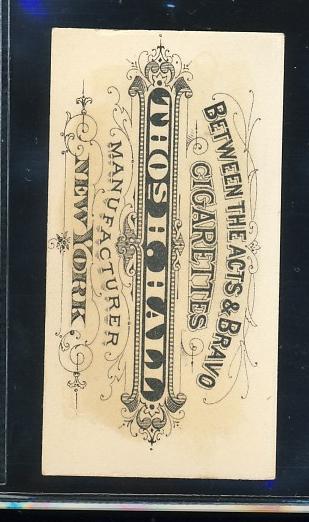 BETWEEN THE ACTS & BRAVO
CIGARETTES
THOS H. HALL
MANUFACTURER
NEW YORK